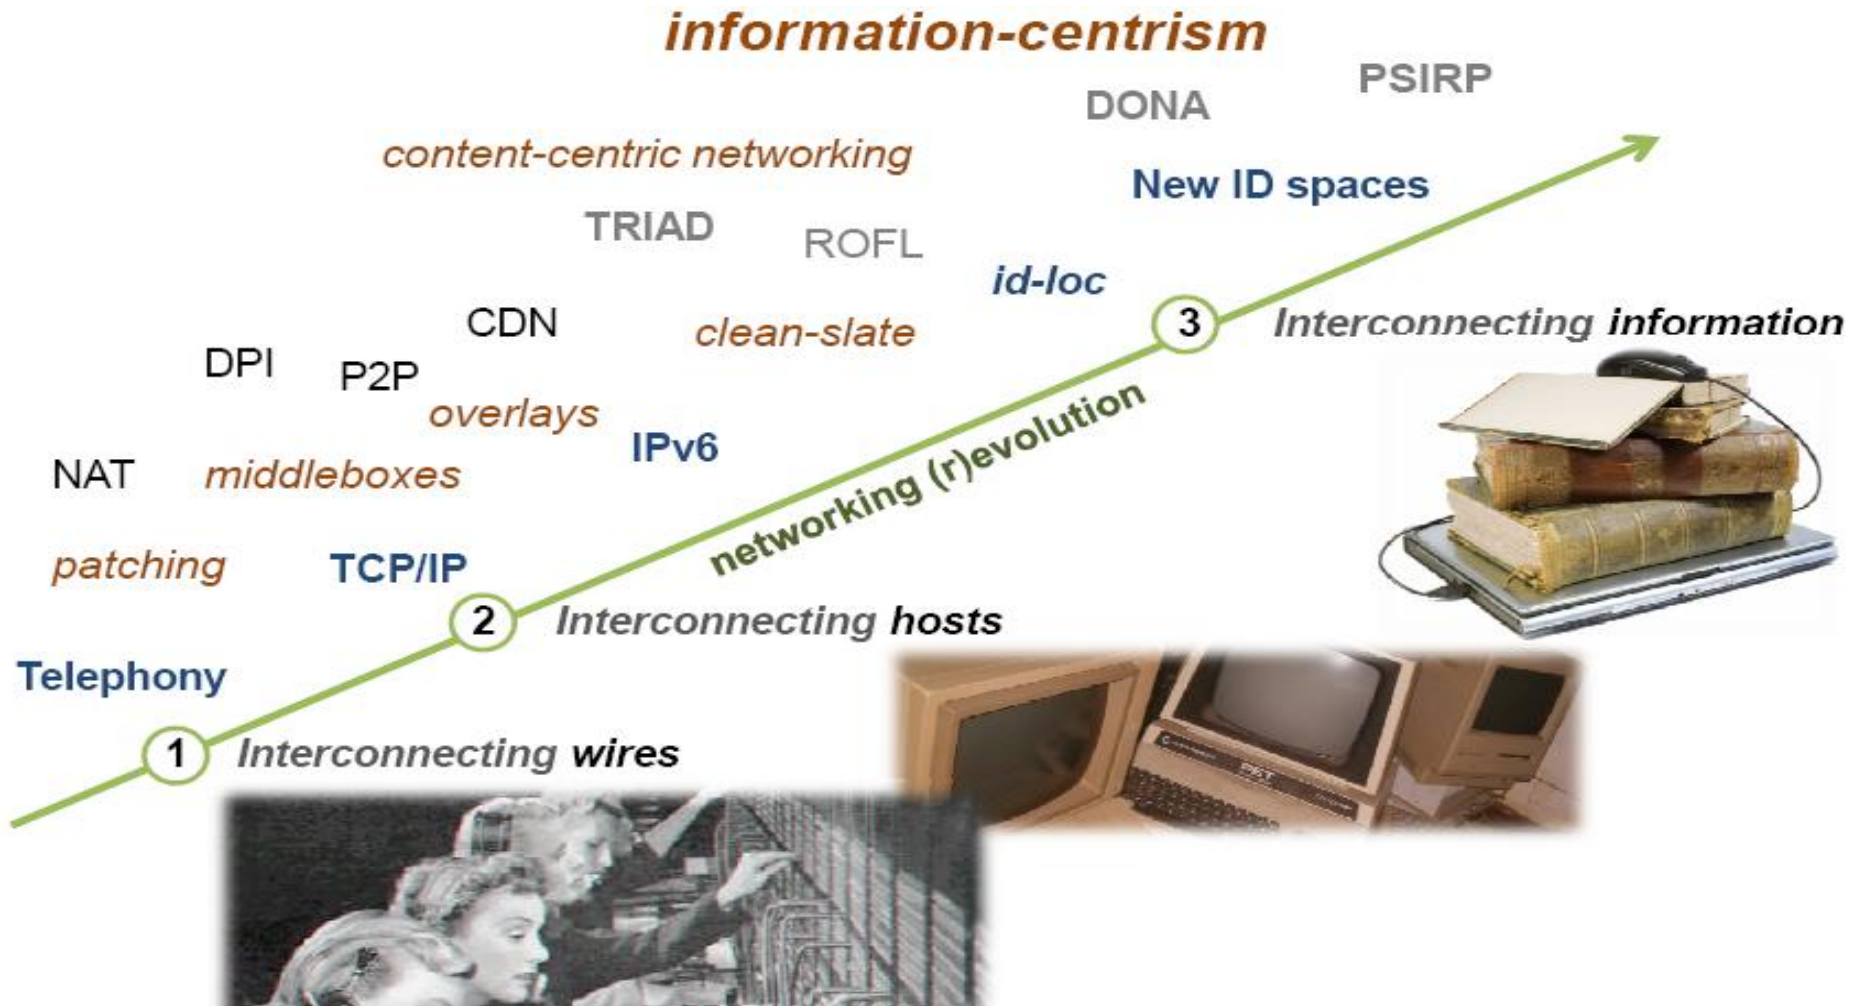 information-centrism
PSIRP
DONA
content-centric networking
New ID spaces
TRIAD
ROFL
id-loc
CDN
clean-slate
3
Interconnecting information
DPI
P2P
overlays
IPv6
networking (r)evolution
NAT
middleboxes
patching
TCP/IP
2
Interconnecting hosts
Telephony
1
Interconnecting wires
PET